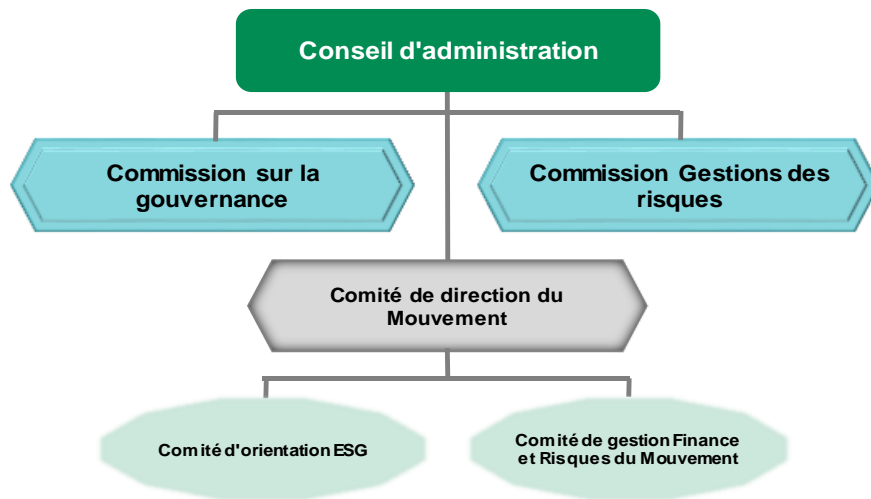 Conseil d'administration
Commission sur la
gouvernance
Commission Gestions des
risques
Comité de direction du
Mouvement
Comité d'orientation ESG
Comité de gestion Finance
et Risques du Mouvement